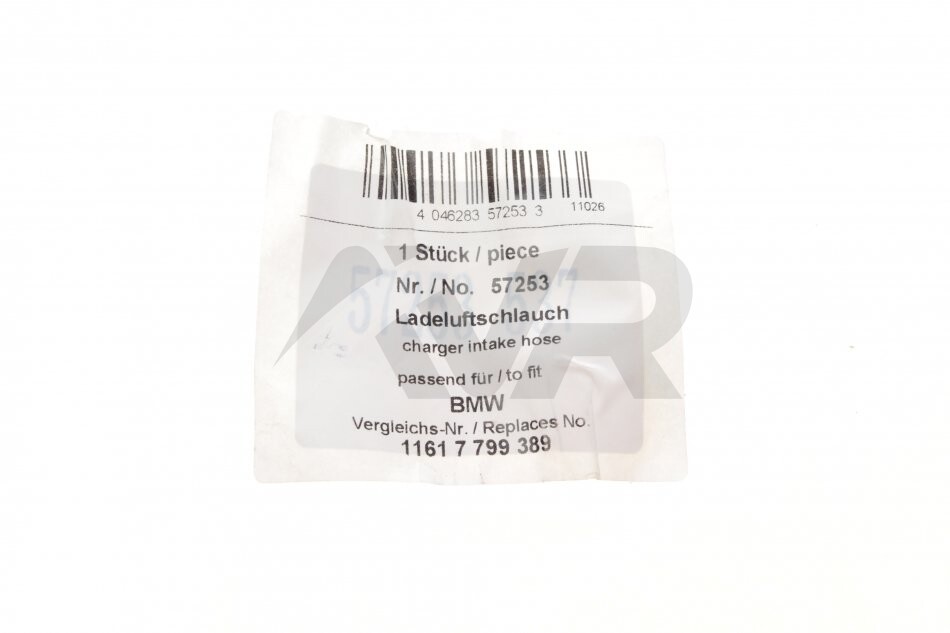 4 046283 57253 3 11026
1 Stück / piece
Nr. / No. 57253
Ladeluftschlauch
charger intake hose
passend für / to fit
BMW
Vergleichs-Nr. / Replaces No.
1161 7 799 389
VR